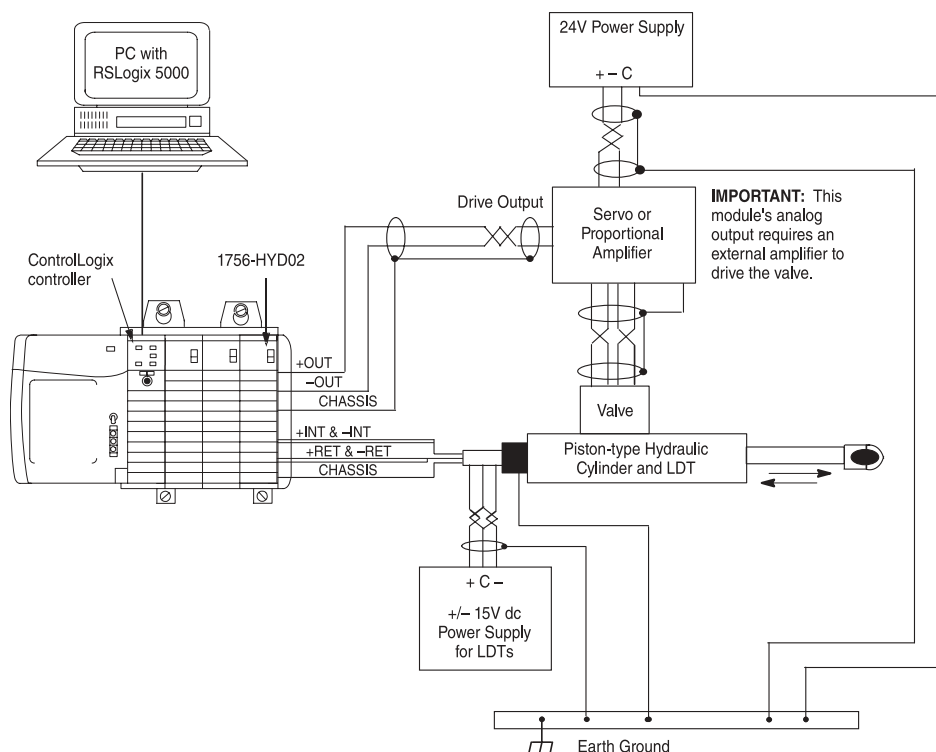 24V Power Supply
+ – C
PC with
RSLogix 5000
Drive Output
Servo or
Proportional
Amplifier
IMPORTANT: This
module's analog
output requires an
external amplifier to
drive the valve.
ControlLogix
controller
1756-HYD02
+OUT
–OUT
CHASSIS
Valve
+INT & –INT
+RET & –RET
CHASSIS
Piston-type Hydraulic
Cylinder and LDT
+ C –
+/– 15V dc
Power Supply
for LDTs
Earth Ground